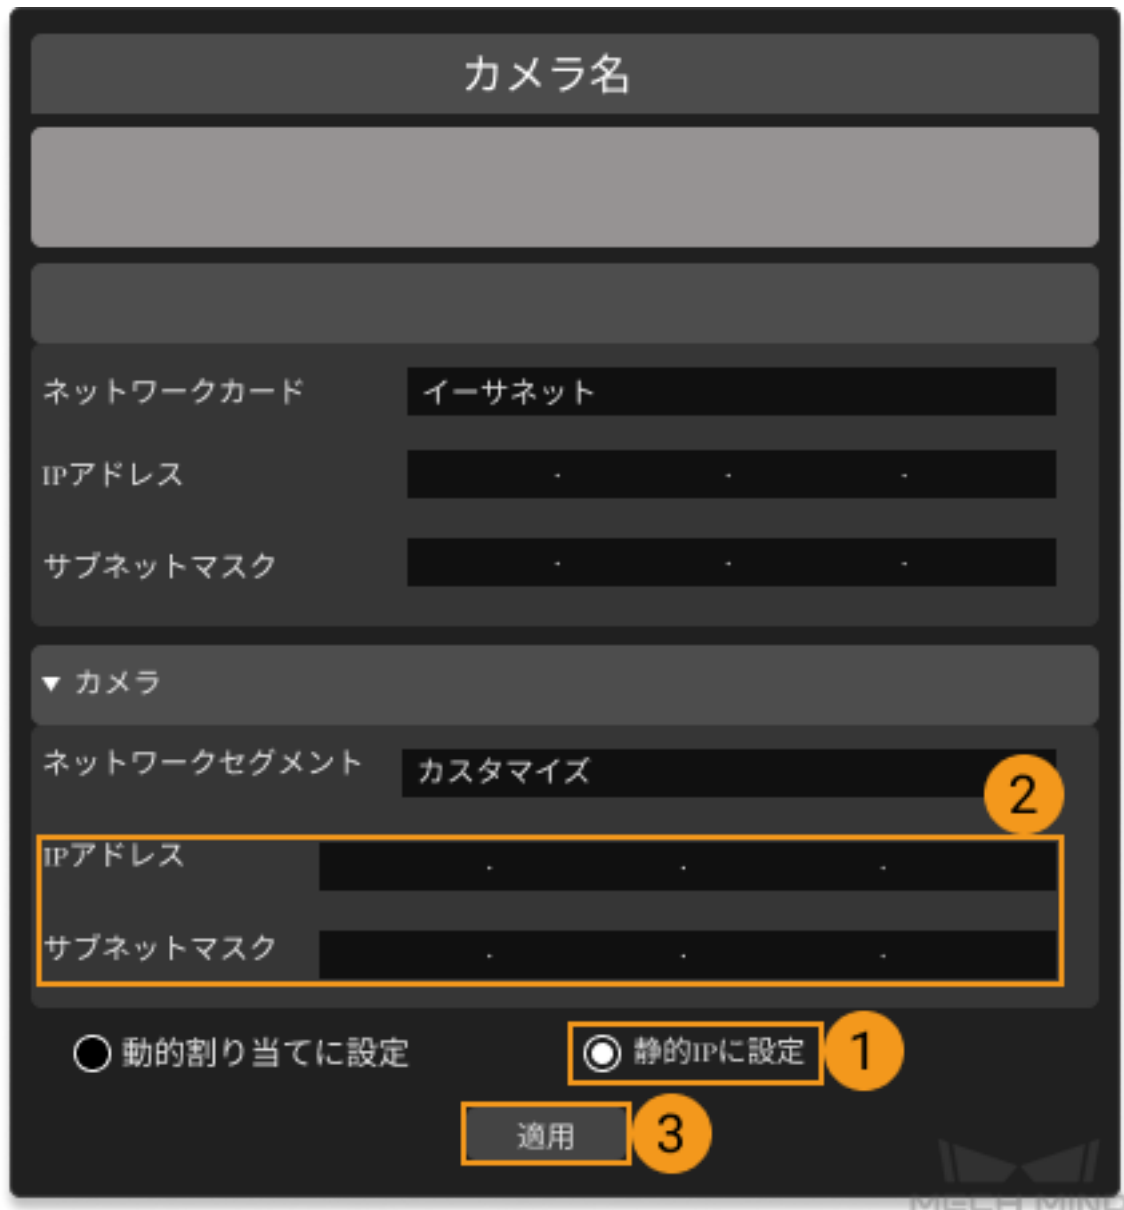 カメラ名
ネットワークカード イーサネット
IPアドレス . . .
サブネットマスク . . .
▼ カメラ
ネットワークセグメント カスタマイズ
2
IPアドレス . . .
サブネットマスク . . .
動的割り当てに設定 静的IPに設定 1
適用 3
MECH MIND